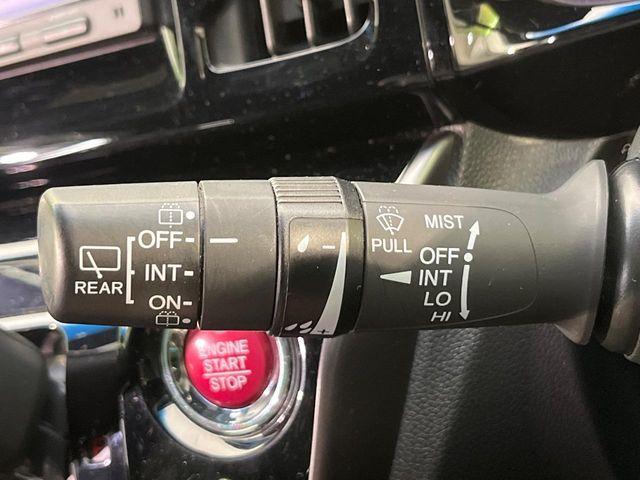 OFF
INT
ON
REAR
−
+
PULL
MIST
OFF
INT
LO
HI
ENGINE
START
STOP